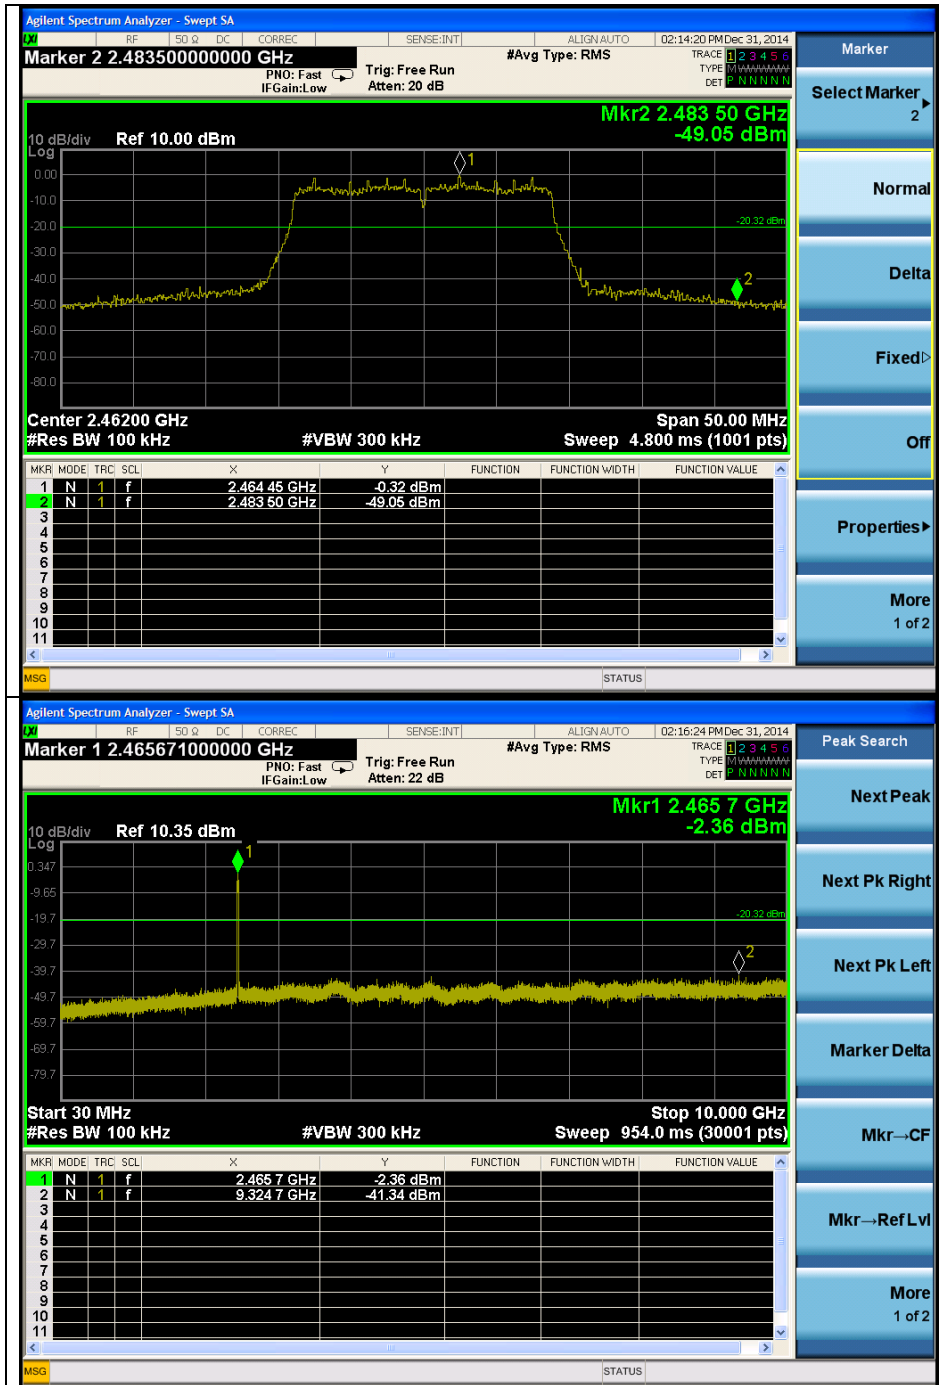 Agilent Spectrum Analyzer - Swept SA
LXI RF 50 Ω DC CORREC SENSE:INT ALIGN AUTO 02:14:20 PM Dec 31, 2014
Marker 2 2.483500000000 GHz
PNO: Fast
IFGain:Low
Trig: Free Run
Atten: 20 dB
#Avg Type: RMS
TRACE 1 2 3 4 5 6
TYPE M W W W W W
DET P N N N N N
Mkr2 2.483 50 GHz
-49.05 dBm
10 dB/div Ref 10.00 dBm
Log
1
0.00
-10.0
-20.0
-20.32 dBm
-30.0
-40.0
2
-50.0
-60.0
-70.0
-80.0
Center 2.46200 GHz Span 50.00 MHz
#Res BW 100 kHz #VBW 300 kHz Sweep 4.800 ms (1001 pts)
MKR MODE TRC SCL X Y FUNCTION FUNCTION WIDTH FUNCTION VALUE
1 N 1 f 2.464 45 GHz -0.32 dBm
2 N 1 f 2.483 50 GHz -49.05 dBm
3
4
5
6
7
8
9
10
11
MSG STATUS
Marker
Select Marker
2
Normal
Delta
Fixed
Off
Properties
More
1 of 2
Agilent Spectrum Analyzer - Swept SA
LXI RF 50 Ω DC CORREC SENSE:INT ALIGN AUTO 02:16:24 PM Dec 31, 2014
Marker 1 2.465671000000 GHz
PNO: Fast
IFGain:Low
Trig: Free Run
Atten: 22 dB
#Avg Type: RMS
TRACE 1 2 3 4 5 6
TYPE M W W W W W
DET P N N N N N
Mkr1 2.465 7 GHz
-2.36 dBm
10 dB/div Ref 10.35 dBm
Log
1
0.347
-9.65
-19.7
-20.32 dBm
-29.7
-39.7
2
-49.7
-59.7
-69.7
-79.7
Start 30 MHz Stop 10.000 GHz
#Res BW 100 kHz #VBW 300 kHz Sweep 954.0 ms (30001 pts)
MKR MODE TRC SCL X Y FUNCTION FUNCTION WIDTH FUNCTION VALUE
1 N 1 f 2.465 7 GHz -2.36 dBm
2 N 1 f 9.324 7 GHz -41.34 dBm
3
4
5
6
7
8
9
10
11
MSG STATUS
Peak Search
Next Peak
Next Pk Right
Next Pk Left
Marker Delta
Mkr→CF
Mkr→Ref Lvl
More
1 of 2